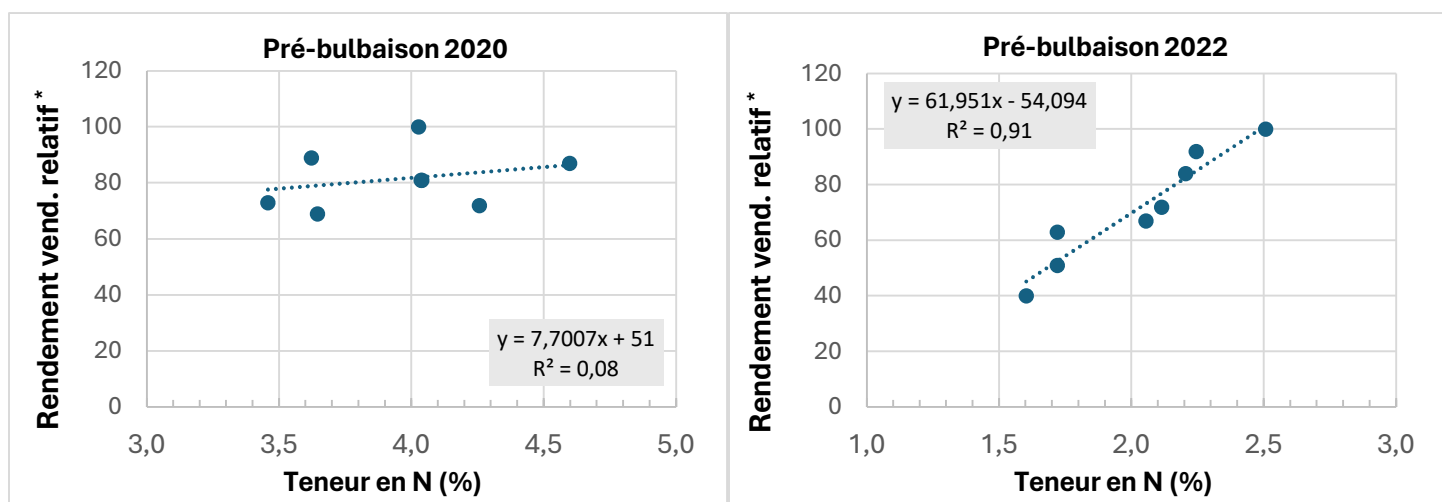 Pré-bulbaison 2020
Rendement vend. relatif *
120
100
80
60
40
20
0
y = 7,7007x + 51
R² = 0,08
3,0 3,5 4,0 4,5 5,0
Teneur en N (%)
Pré-bulbaison 2022
Rendement vend. relatif *
120
100
80
60
40
20
0
y = 61,951x - 54,094
R² = 0,91
1,0 1,5 2,0 2,5 3,0
Teneur en N (%)